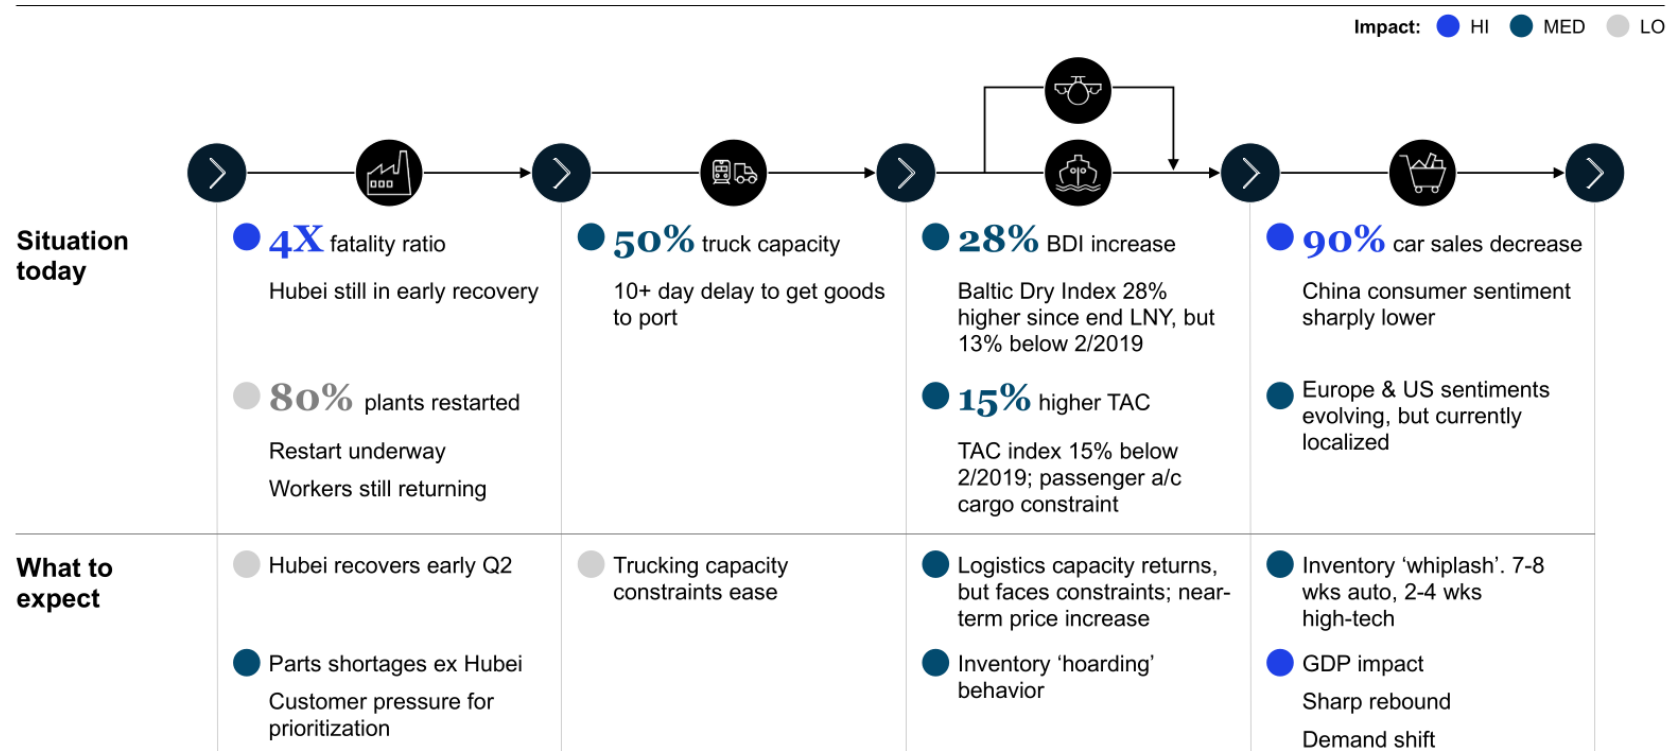 Impact: HI MED LO
Situation
today
4X fatality ratio
Hubei still in early recovery
80% plants restarted
Restart underway
Workers still returning
50% truck capacity
10+ day delay to get goods
to port
28% BDI increase
Baltic Dry Index 28%
higher since end LNY, but
13% below 2/2019
15% higher TAC
TAC index 15% below
2/2019; passenger a/c
cargo constraint
90% car sales decrease
China consumer sentiment
sharply lower
Europe & US sentiments
evolving, but currently
localized
What to
expect
Hubei recovers early Q2
Parts shortages ex Hubei
Customer pressure for
prioritization
Trucking capacity
constraints ease
Logistics capacity returns,
but faces constraints; near-
term price increase
Inventory ‘hoarding’
behavior
Inventory ‘whiplash’. 7-8
wks auto, 2-4 wks
high-tech
GDP impact
Sharp rebound
Demand shift